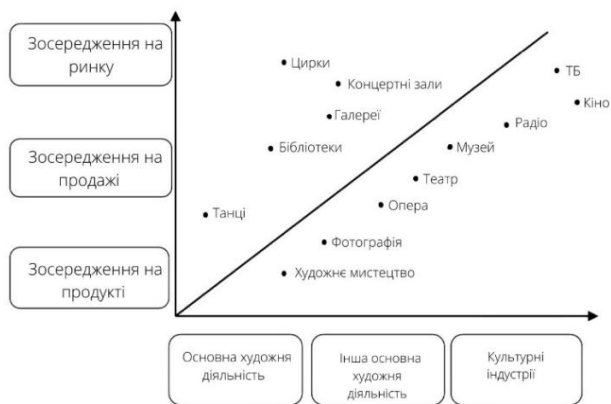 Зосередження на
ринку
Цирки
ТБ
Концертні зали
Кіно
Галереї
Радіо
Зосередження на
продажі
Бібліотеки
Музей
Театр
Танці
Опера
Фотографія
Зосередження на
продукті
Художнє мистецтво
Основна художня
діяльність
Інша основна
художня
діяльність
Культурні
індустрії